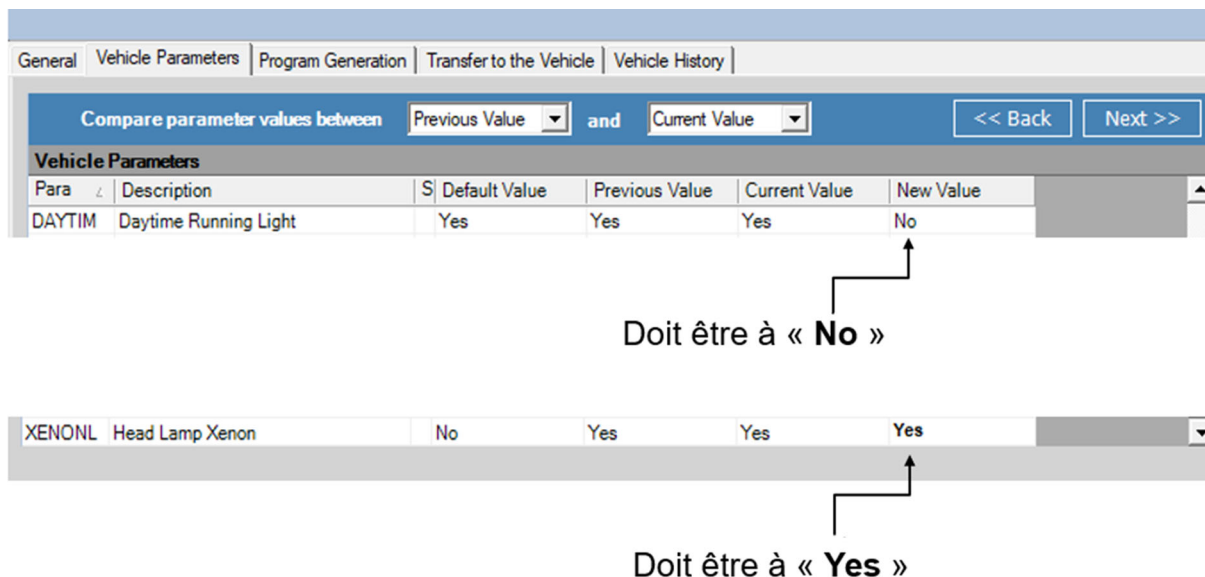 General Vehicle Parameters Program Generation Transfer to the Vehicle Vehicle History
Compare parameter values between Previous Value and Current Value << Back Next >>
Vehicle Parameters
Para Description S Default Value Previous Value Current Value New Value
DAYTIM Daytime Running Light Yes Yes Yes No
Doit être à « No »
XENONL Head Lamp Xenon No Yes Yes Yes
Doit être à « Yes »